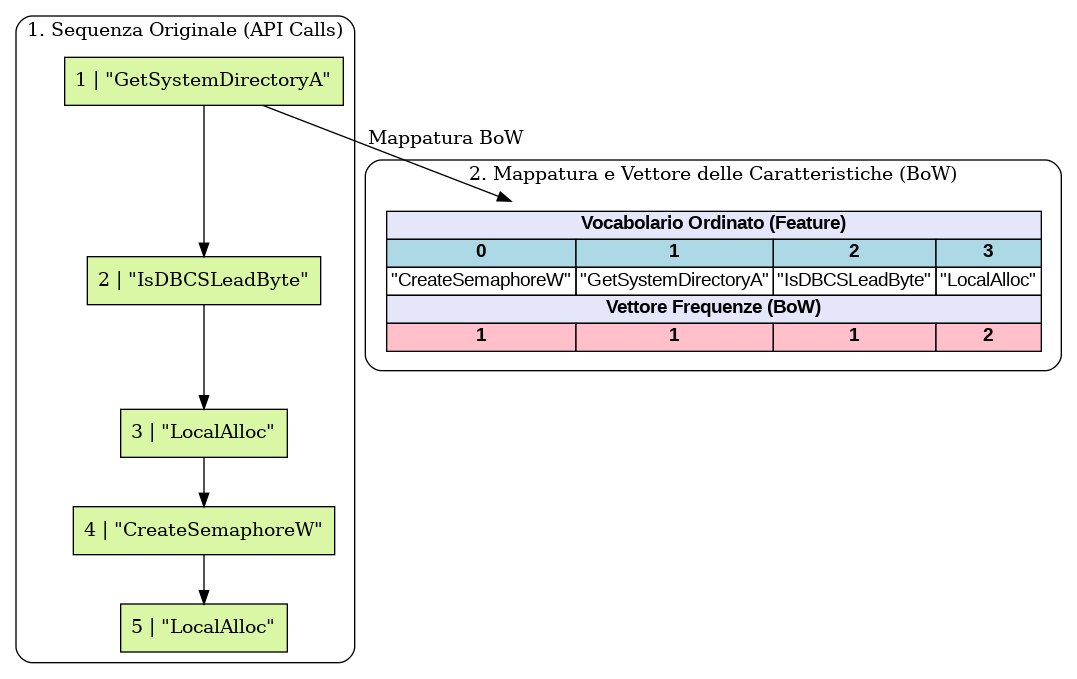 1. Sequenza Originale (API Calls)
1 | "GetSystemDirectoryA"
2 | "IsDBCSLeadByte"
3 | "LocalAlloc"
4 | "CreateSemaphoreW"
5 | "LocalAlloc"
Mappatura BoW
2. Mappatura e Vettore delle Caratteristiche (BoW)
Vocabolario Ordinato (Feature)
0 1 2 3
"CreateSemaphoreW" "GetSystemDirectoryA" "IsDBCSLeadByte" "LocalAlloc"
Vettore Frequenze (BoW)
1 1 1 2